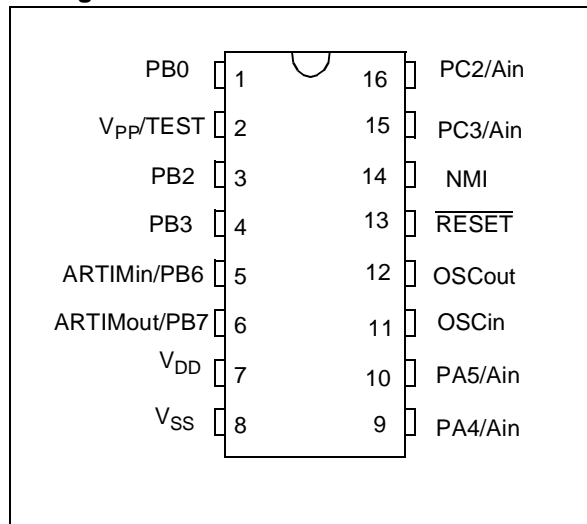 PB0 1 16 PC2/Ain
VPP/TEST 2 15 PC3/Ain
PB2 3 14 NMI
PB3 4 13 RESET
ARTIMin/PB6 5 12 OSCout
ARTIMout/PB7 6 11 OSCin
VDD 7 10 PA5/Ain
VSS 8 9 PA4/Ain